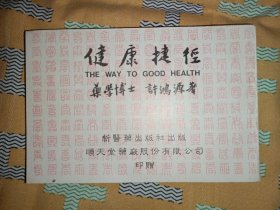 健康捷徑
THE WAY TO GOOD HEALTH
藥學博士 許鴻源著
新醫藥出版社出版
順天堂藥廠股份有限公司
印贈